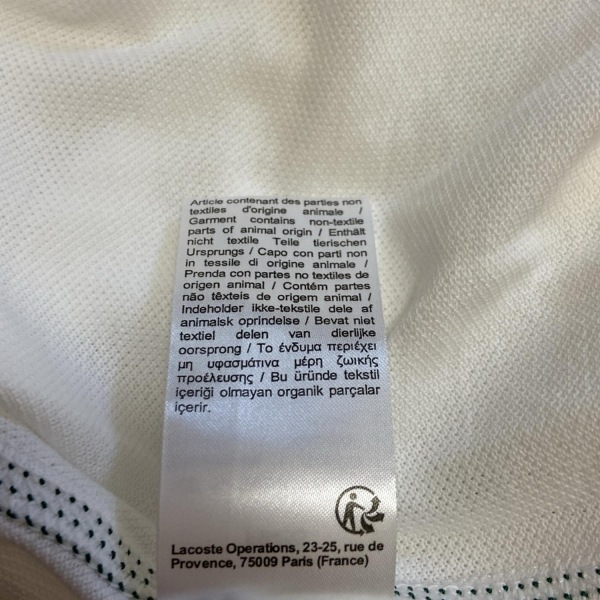 Article contenant des parties non
textiles d'origine animale /
Garment contains non-textile
parts of animal origin / Enthält
nicht textile Teile tierischen
Ursprungs / Capo con parti non
in tessile di origine animale /
Prenda con partes no textiles de
origen animal / Contém partes
não têxteis de origem animal /
Indeholder ikke-tekstile dele af
animalsk oprindelse / Bevat niet
textiel delen van dierlijke
oorsprong / Το ένδυμα περιέχει
μη υφασμάτινα μέρη ζωικής
προέλευσης / Bu üründe tekstil
içeriği olmayan organik parçalar
içerir.
Lacoste Operations, 23-25, rue de
Provence, 75009 Paris (France)